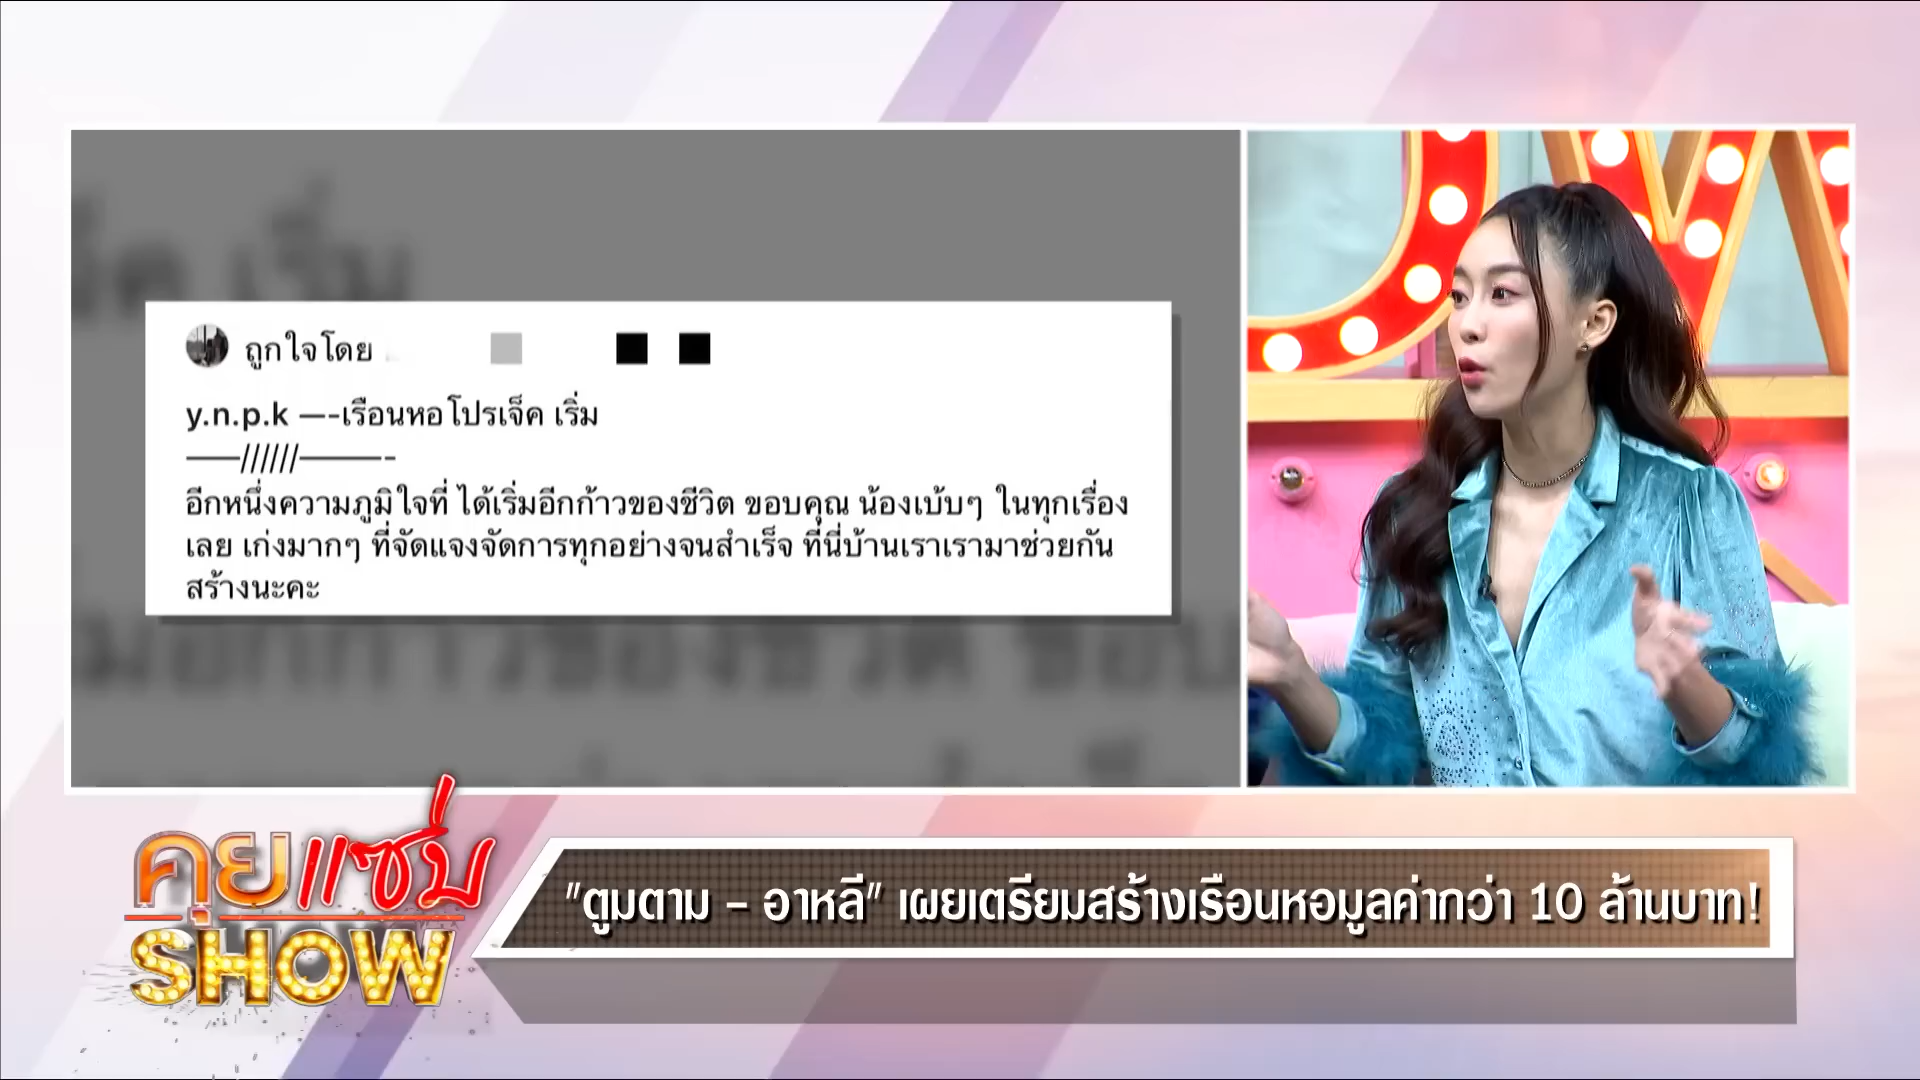 ถูกใจโดย
y.n.p.k —-เรือนหอโปรเจ็ค เริ่ม
——//////———-
อีกหนึ่งความภูมิใจที่ ได้เริ่มอีกก้าวของชีวิต ขอบคุณ น้องเบ้บๆ ในทุกเรื่อง
เลย เก่งมากๆ ที่จัดแจงจัดการทุกอย่างจนสำเร็จ ที่นี่บ้านเราเรามาช่วยกัน
สร้างนะคะ
คุยแซ่บ
SHOW
"ตูมตาม – อาหลี" เผยเตรียมสร้างเรือนหอมูลค่ากว่า 10 ล้านบาท!